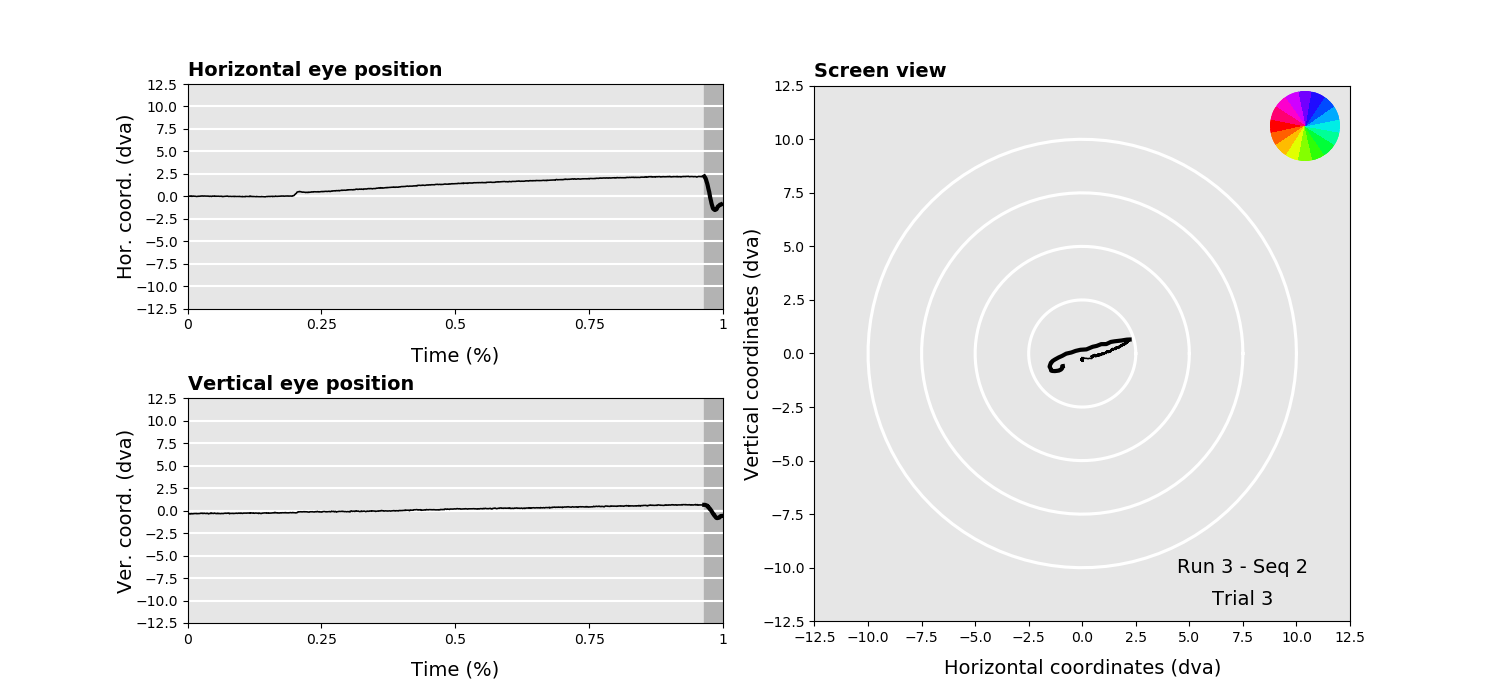 Horizontal eye position
12.5
10.0
7.5
5.0
2.5
0.0
−2.5
−5.0
−7.5
−10.0
−12.5
Hor. coord. (dva)
0 0.25 0.5 0.75 1
Time (%)
Vertical eye position
12.5
10.0
7.5
5.0
2.5
0.0
−2.5
−5.0
−7.5
−10.0
−12.5
Ver. coord. (dva)
0 0.25 0.5 0.75 1
Time (%)
Screen view
12.5
10.0
7.5
5.0
2.5
0.0
−2.5
−5.0
−7.5
−10.0
−12.5
Vertical coordinates (dva)
Run 3 - Seq 2
Trial 3
−12.5 −10.0 −7.5 −5.0 −2.5 0.0 2.5 5.0 7.5 10.0 12.5
Horizontal coordinates (dva)